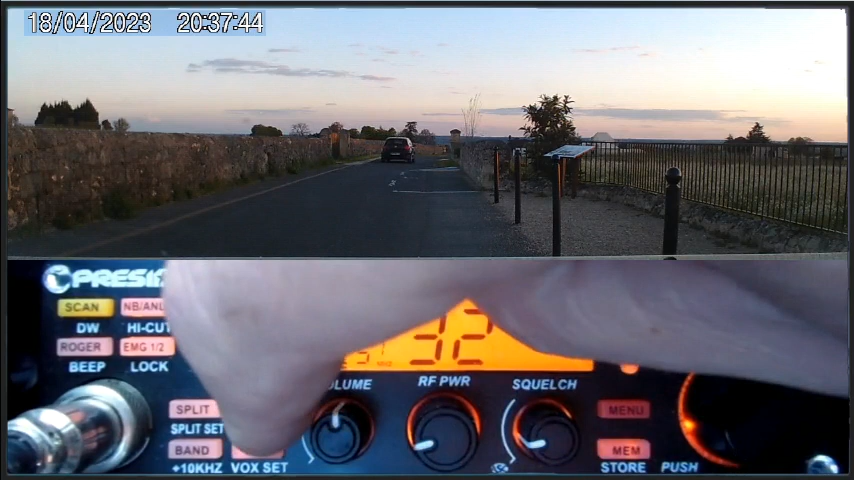 18/04/2023 20:37:44
PRESI
SCAN NB/ANL
DW HI-CUT
32
ROGER EMG 1/2
BEEP LOCK
VOLUME RF PWR SQUELCH
SPLIT MENU
SPLIT SET
BAND MEM
+10KHZ VOX SET STORE PUSH